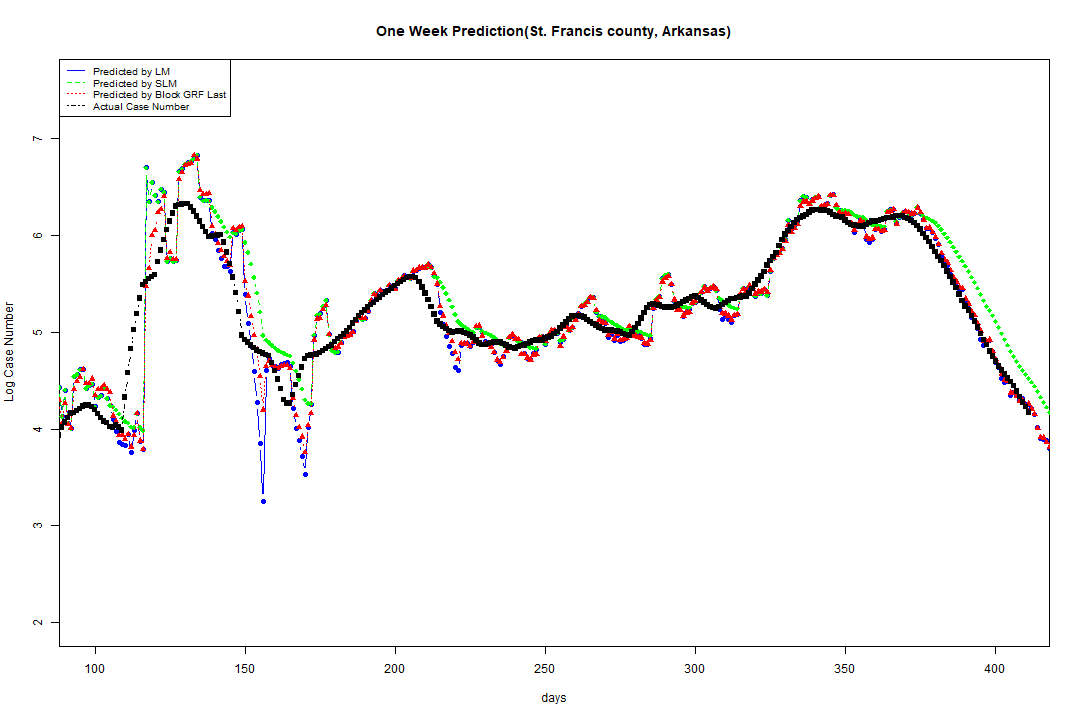 One Week Prediction(St. Francis county, Arkansas)
Predicted by LM
Predicted by SLM
Predicted by Block GRF Last
Actual Case Number
7
6
5
4
3
2
Log Case Number
100 150 200 250 300 350 400
days